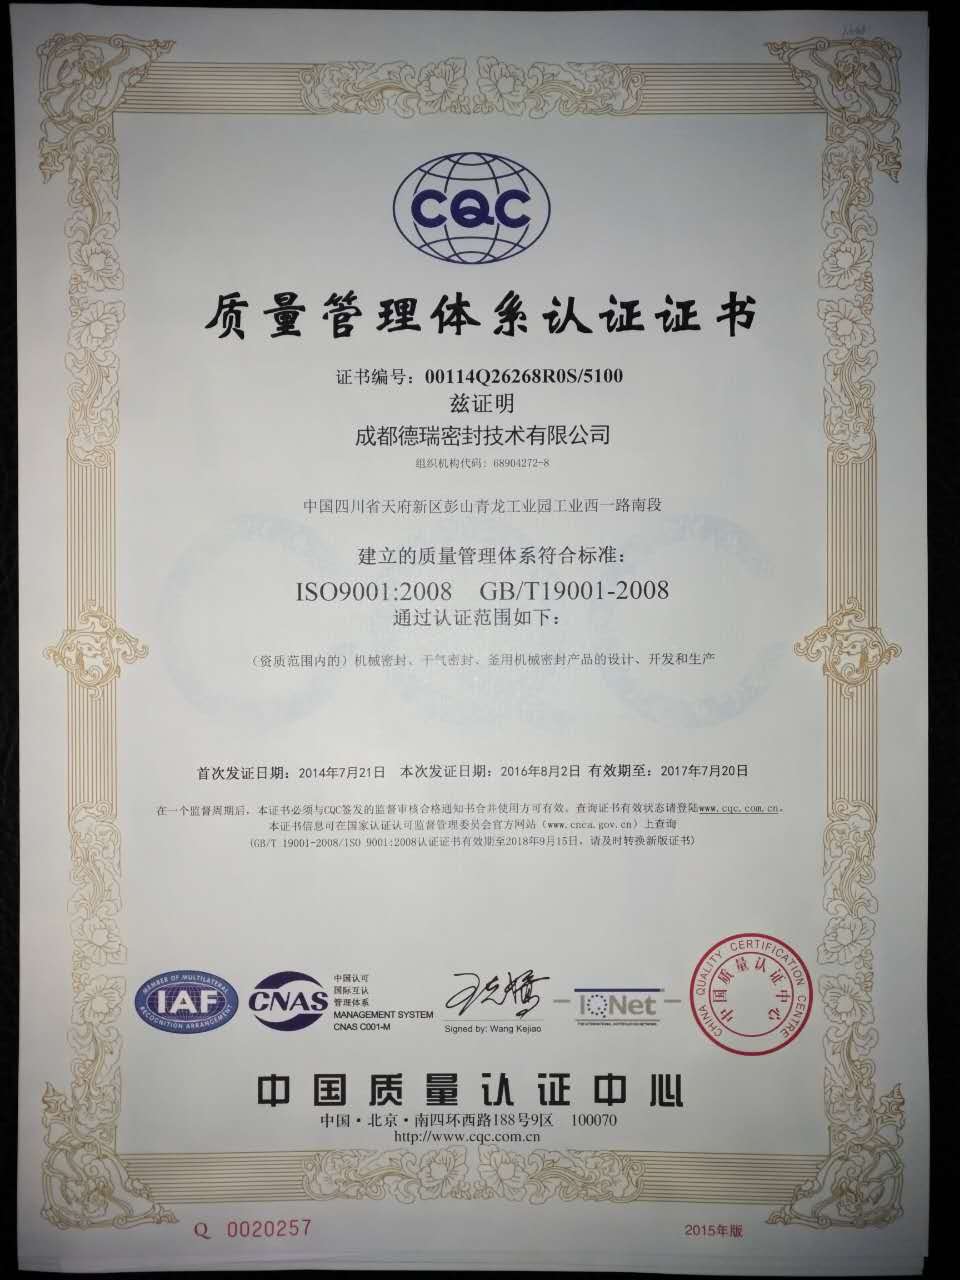 CQC
质量管理体系认证证书
证书编号：00114Q26268R0S/5100
兹证明
成都德瑞密封技术有限公司
组织机构代码：68904272-8
中国四川省天府新区彭山青龙工业园工业西一路南段
建立的质量管理体系符合标准：
ISO9001:2008 GB/T19001-2008
通过认证范围如下：
（资质范围内的）机械密封、干气密封、釜用机械密封产品的设计、开发和生产
首次发证日期：2014年7月21日 本次发证日期：2016年8月2日 有效期至：2017年7月20日
在一个监督周期后，本证书必须与CQC签发的监督审核合格通知书合并使用方可有效。查询证书有效状态请登陆www.cqc.com.cn。
本证书信息可在国家认证认可监督管理委员会官方网站（www.cnca.gov.cn）上查询
(GB/T 19001-2008/ISO 9001:2008认证证书有效期至2018年9月15日，请及时转换新版证书)
MEMBER OF MULTILATERAL
IAF
RECOGNITION ARRANGEMENT
CNAS
中国认可
国际互认
管理体系
MANAGEMENT SYSTEM
CNAS C001-M
Signed by: Wang Kejiao
IQNet
THE INTERNATIONAL CERTIFICATION NETWORK
CHINA QUALITY CERTIFICATION CENTRE
中国质量认证中心
中国质量认证中心
中国·北京·南四环西路188号9区 100070
http://www.cqc.com.cn
Q 0020257
2015年版